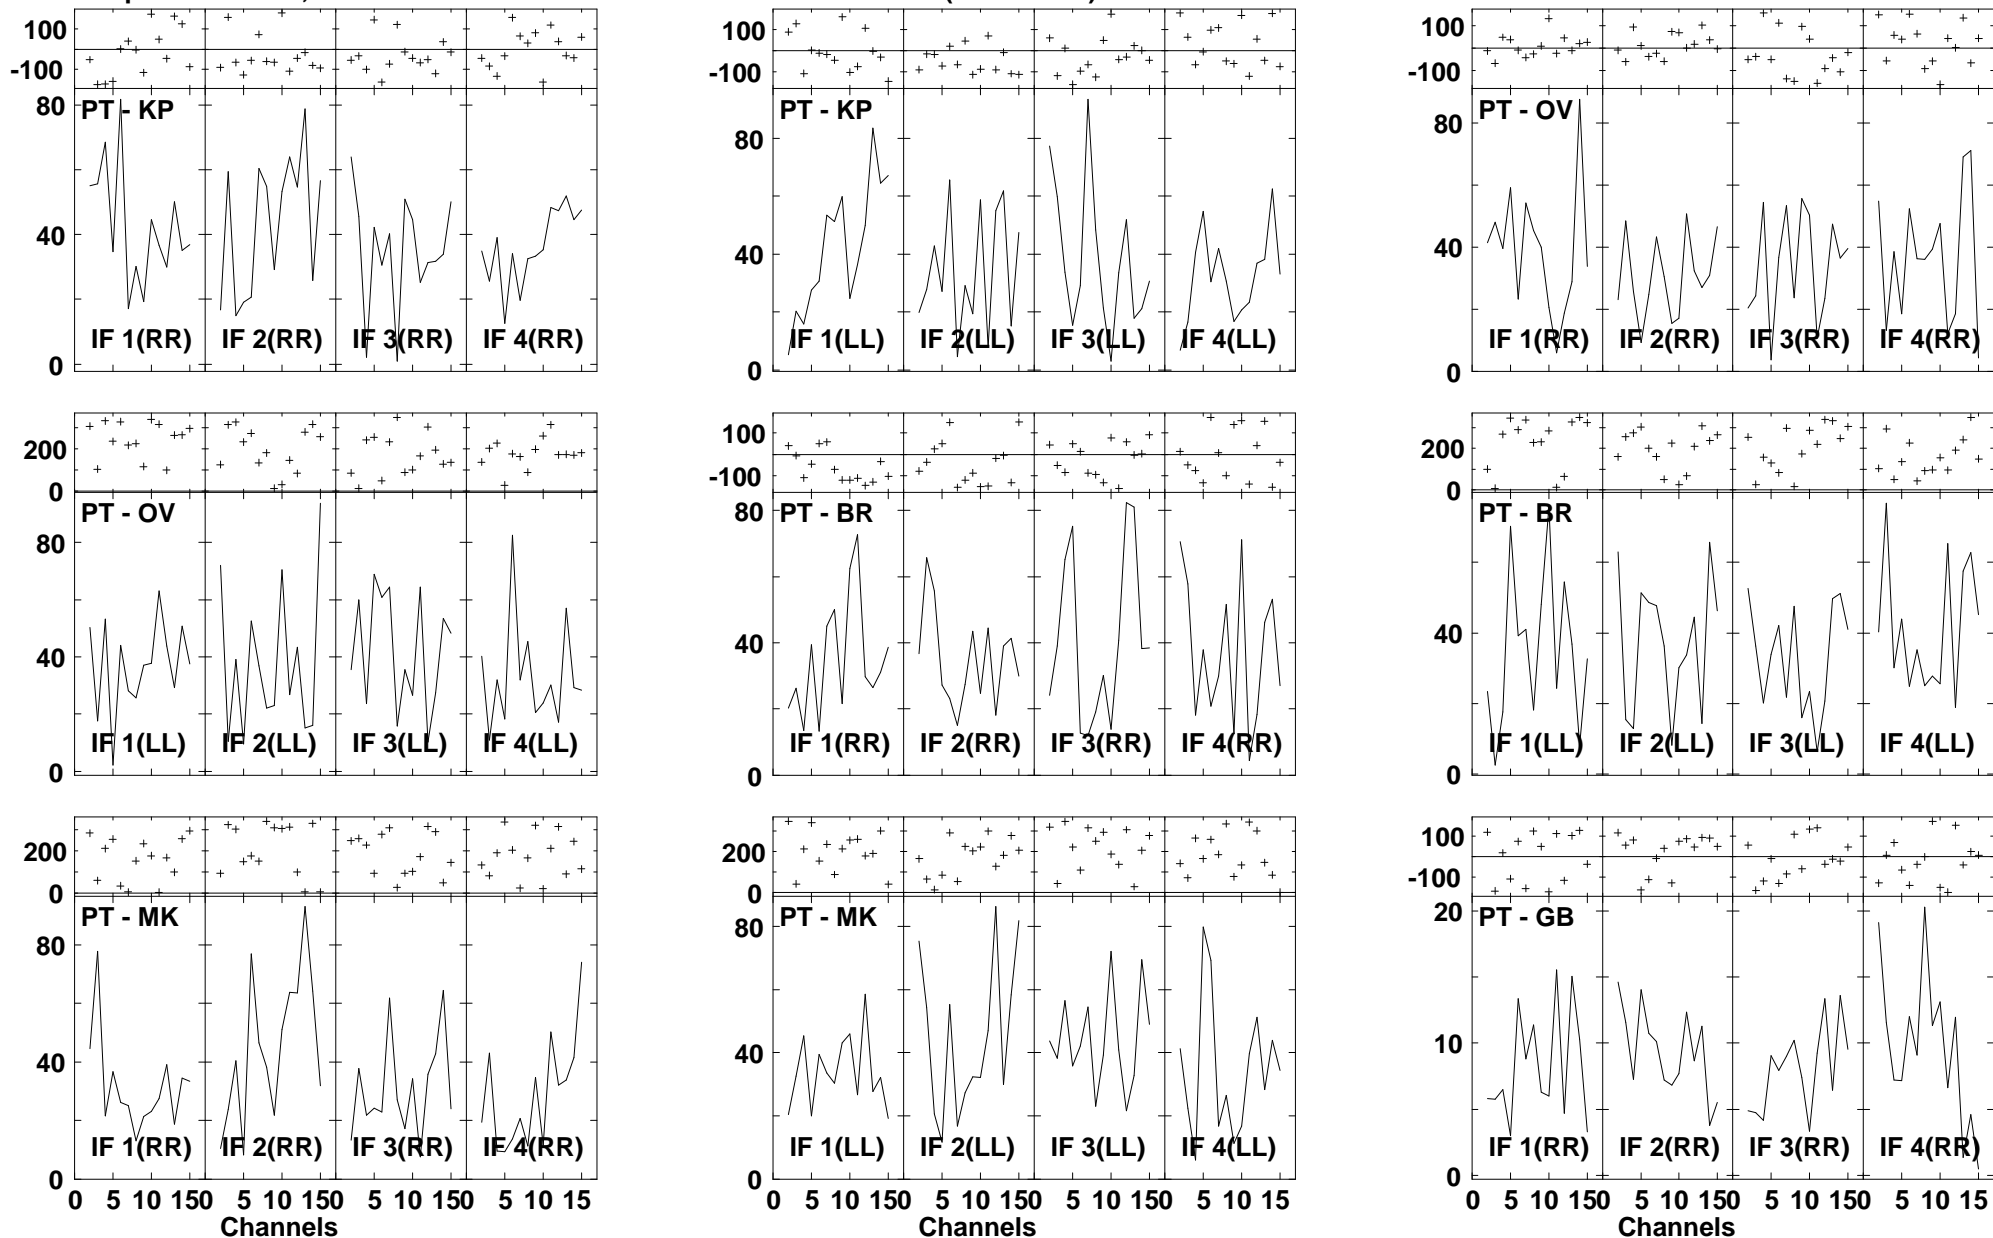 100
-100
PT - KP
80
40
0
IF 1(RR) IF 2(RR) IF 3(RR) IF 4(RR)
100
-100
PT - KP
80
40
0
IF 1(LL) IF 2(LL) IF 3(LL) IF 4(LL)
100
-100
PT - OV
80
40
0
IF 1(RR) IF 2(RR) IF 3(RR) IF 4(RR)
200
0
PT - OV
80
40
0
IF 1(LL) IF 2(LL) IF 3(LL) IF 4(LL)
100
-100
PT - BR
80
40
0
IF 1(RR) IF 2(RR) IF 3(RR) IF 4(RR)
200
0
PT - BR
40
0
IF 1(LL) IF 2(LL) IF 3(LL) IF 4(LL)
200
0
PT - MK
80
40
0
IF 1(RR) IF 2(RR) IF 3(RR) IF 4(RR)
0 5 10 150 5 10 150 5 10 150 5 10 15
Channels
200
0
PT - MK
80
40
0
IF 1(LL) IF 2(LL) IF 3(LL) IF 4(LL)
0 5 10 150 5 10 150 5 10 150 5 10 15
Channels
100
-100
PT - GB
20
10
0
IF 1(RR) IF 2(RR) IF 3(RR) IF 4(RR)
0 5 10 150 5 10 150 5 10 150 5 10 15
Channels